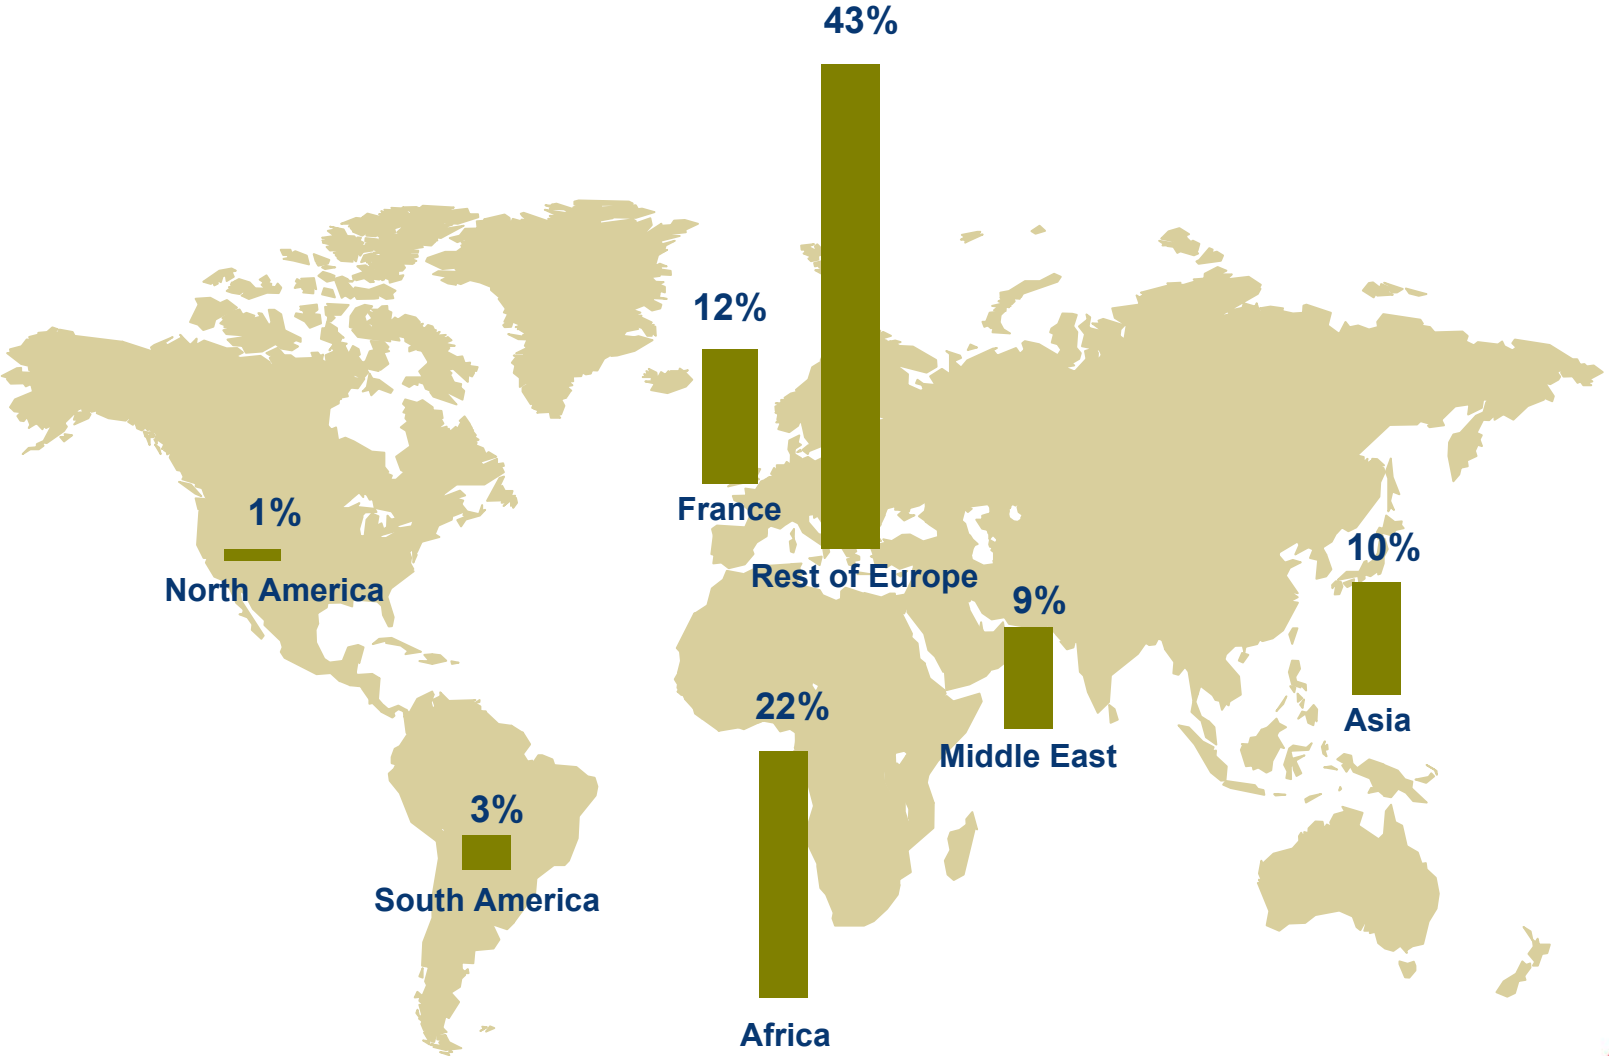 43%
12%
France
1%
North America
Rest of Europe
10%
9%
Asia
Middle East
22%
3%
South America
Africa